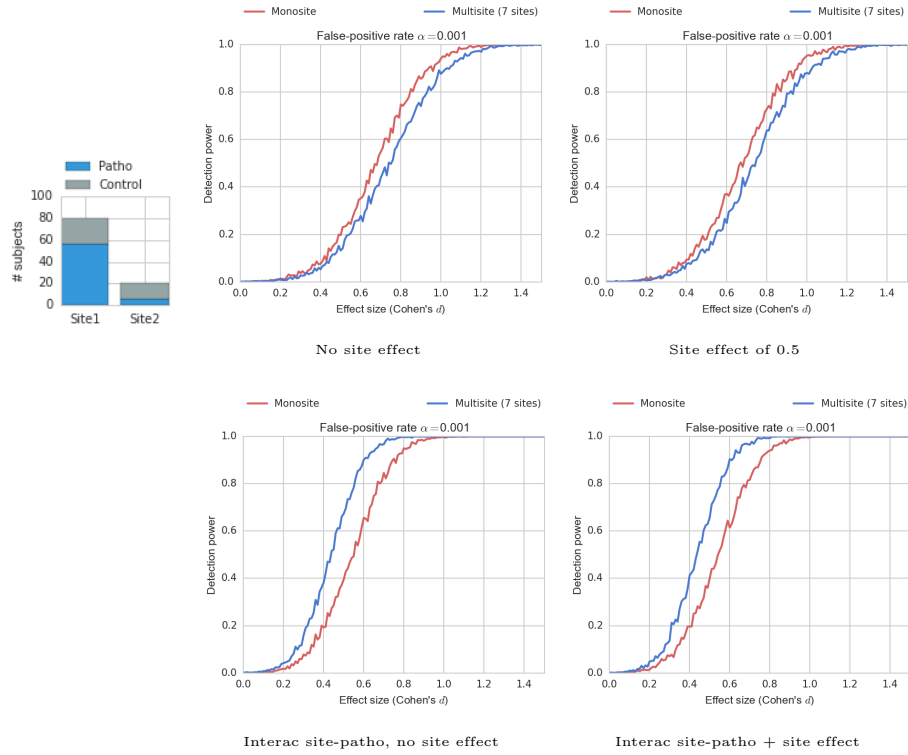 Monosite Multisite (7 sites)
False-positive rate α=0.001
1.0
0.8
0.6
0.4
0.2
0.0
Detection power
0.0 0.2 0.4 0.6 0.8 1.0 1.2 1.4
Effect size (Cohen's d)
No site effect
Monosite Multisite (7 sites)
False-positive rate α=0.001
1.0
0.8
0.6
0.4
0.2
0.0
Detection power
0.0 0.2 0.4 0.6 0.8 1.0 1.2 1.4
Effect size (Cohen's d)
Site effect of 0.5
Patho
Control
100
80
60
40
20
0
# subjects
Site1 Site2
Monosite Multisite (7 sites)
False-positive rate α=0.001
1.0
0.8
0.6
0.4
0.2
0.0
Detection power
0.0 0.2 0.4 0.6 0.8 1.0 1.2 1.4
Effect size (Cohen's d)
Interac site-patho, no site effect
Monosite Multisite (7 sites)
False-positive rate α=0.001
1.0
0.8
0.6
0.4
0.2
0.0
Detection power
0.0 0.2 0.4 0.6 0.8 1.0 1.2 1.4
Effect size (Cohen's d)
Interac site-patho + site effect